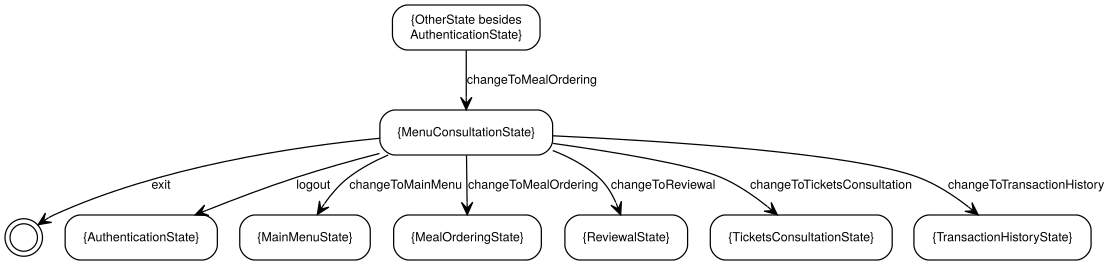 {OtherState besides
AuthenticationState}
changeToMealOrdering
{MenuConsultationState}
exit
logout
changeToMainMenu
changeToMealOrdering
changeToReviewal
changeToTicketsConsultation
changeToTransactionHistory
{AuthenticationState}
{MainMenuState}
{MealOrderingState}
{ReviewalState}
{TicketsConsultationState}
{TransactionHistoryState}